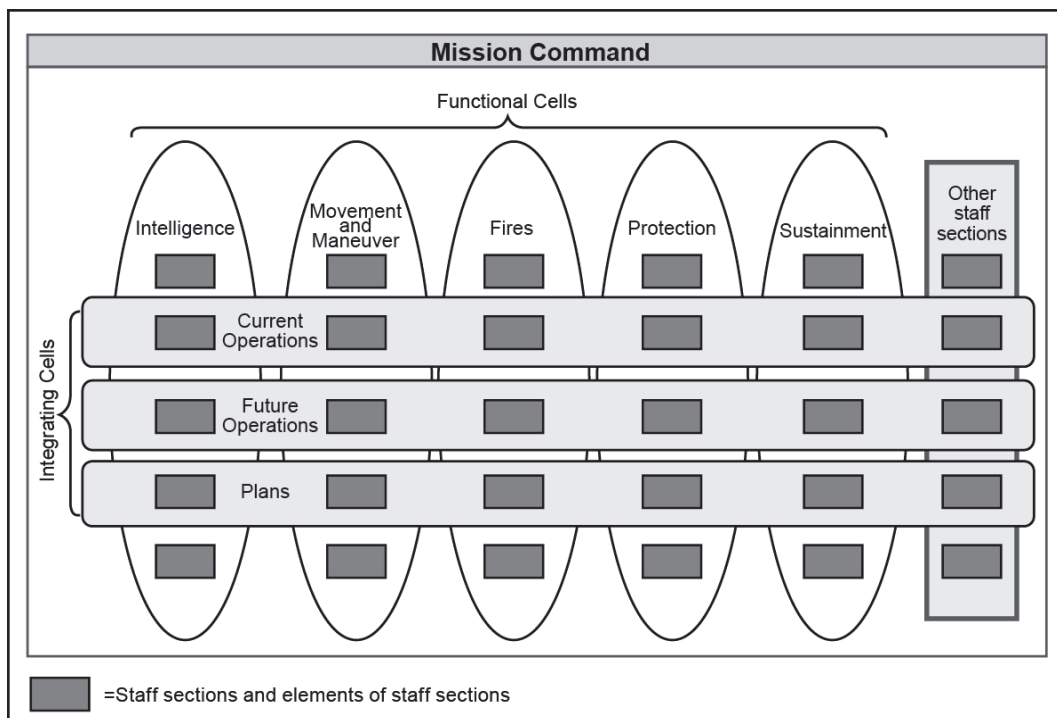 Mission Command
Functional Cells
Intelligence
Movement
and
Maneuver
Fires
Protection
Sustainment
Other
staff
sections
Integrating Cells
Current
Operations
Future
Operations
Plans
=Staff sections and elements of staff sections